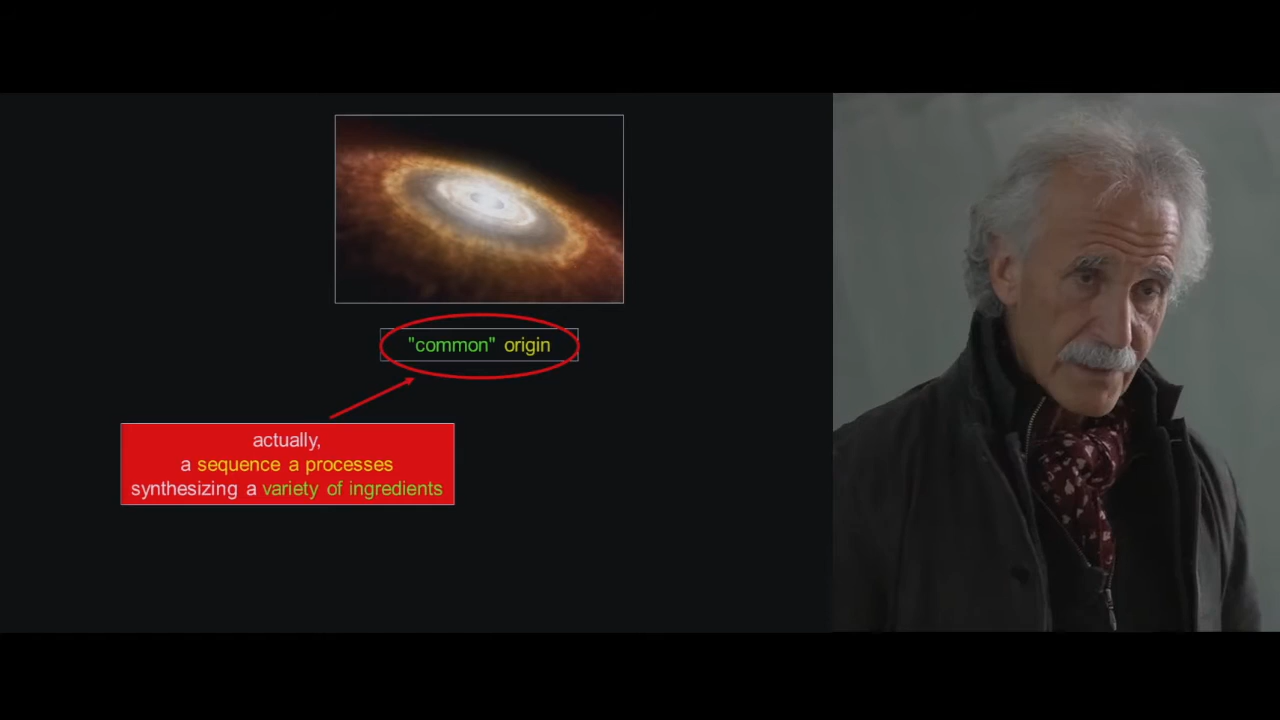 "common" origin
actually,
a sequence a processes
synthesizing a variety of ingredients